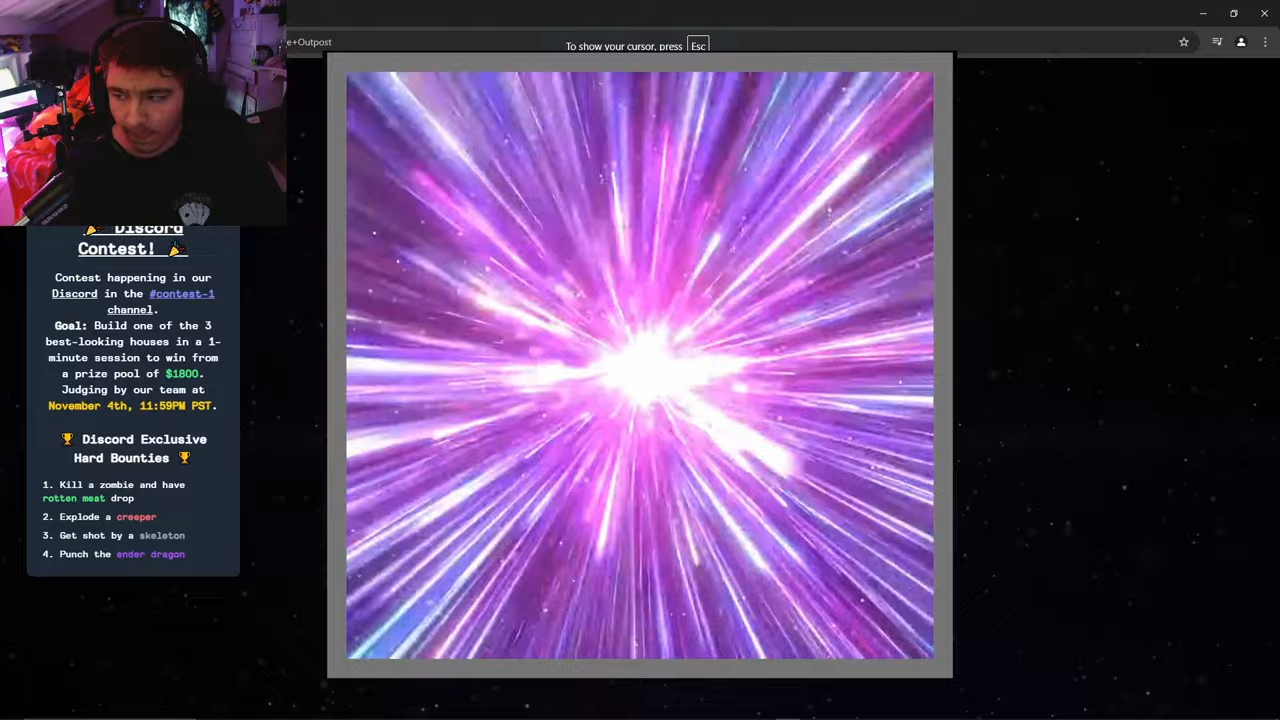 e+Outpost
To show your cursor, press Esc
Discord
Contest!
Contest happening in our
Discord in the #contest-1
channel.
Goal: Build one of the 3
best-looking houses in a 1-
minute session to win from
a prize pool of $1800.
Judging by our team at
November 4th, 11:59PM PST.
🏆 Discord Exclusive
Hard Bounties 🏆
1. Kill a zombie and have
rotten meat drop
2. Explode a creeper
3. Get shot by a skeleton
4. Punch the ender dragon